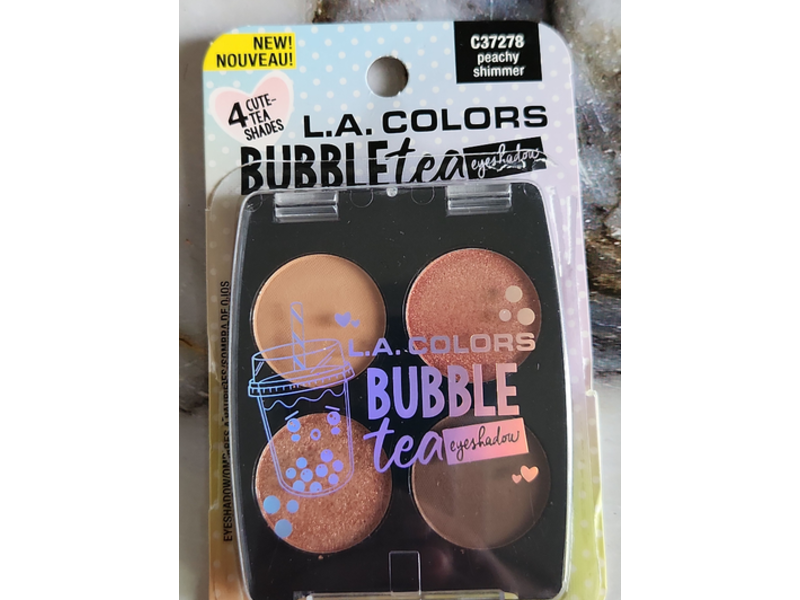 NEW!
NOUVEAU!
C37278
peachy
shimmer
4 CUTE-
TEA
SHADES
L.A. COLORS
BUBBLE tea eyeshadow
L.A. COLORS
BUBBLE
tea eyeshadow